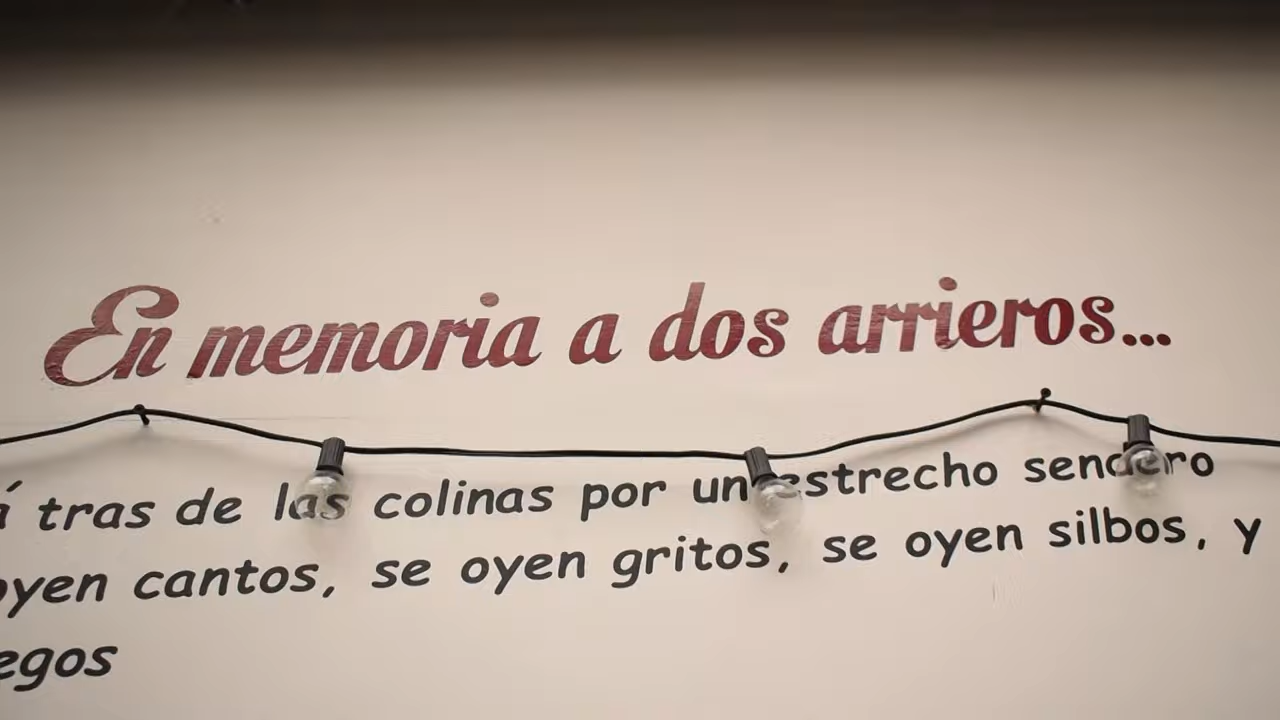 En memoria a dos arrieros...
tras de las colinas por un estrecho sendero
oyen cantos, se oyen gritos, se oyen silbos, y